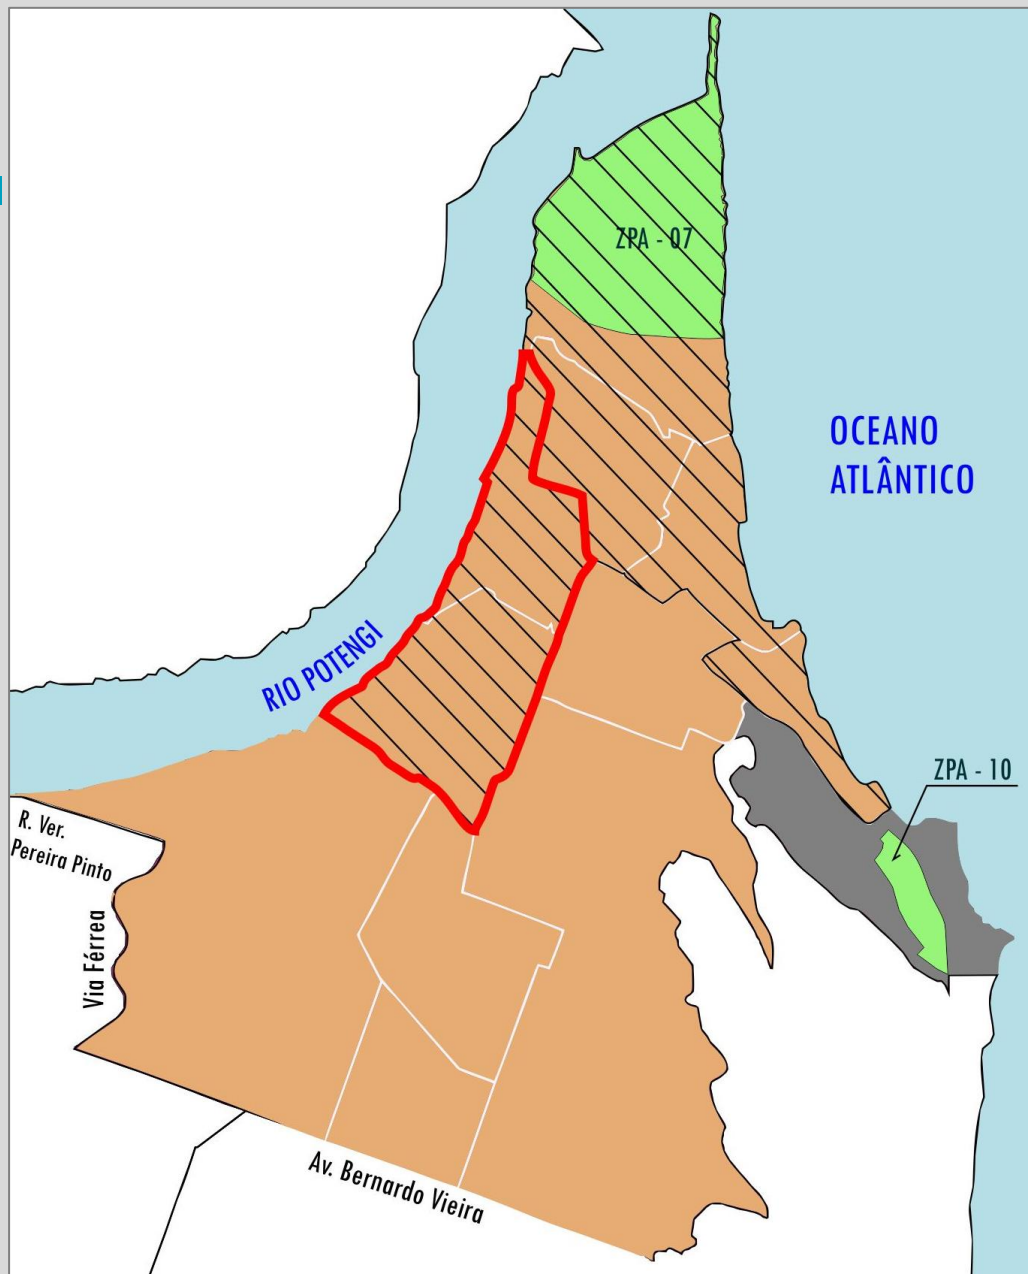 ZPA - 07
OCEANO
ATLÂNTICO
RIO POTENGI
ZPA - 10
R. Ver.
Pereira Pinto
Via Férrea
Av. Bernardo Vieira